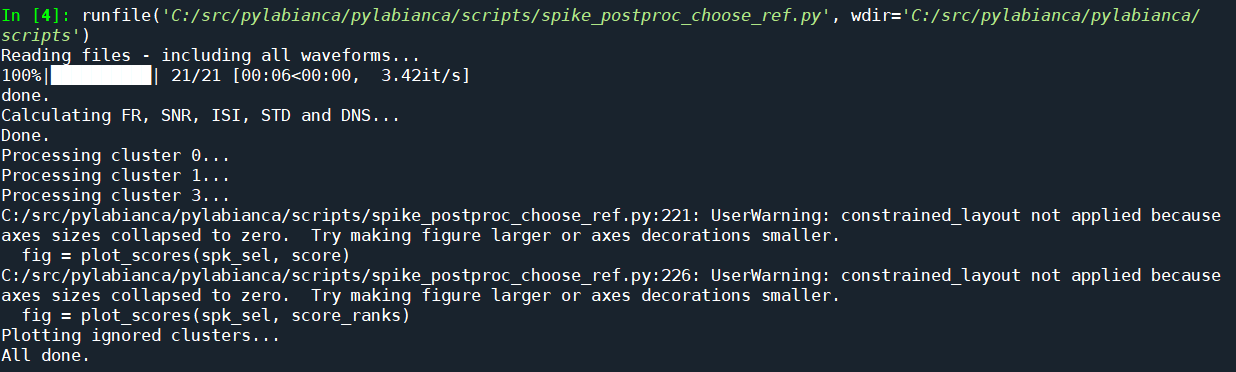 In [4]: runfile('C:/src/pylabianca/pylabianca/scripts/spike_postproc_choose_ref.py', wdir='C:/src/pylabianca/pylabianca/
scripts')
Reading files - including all waveforms...
100%|██████████| 21/21 [00:06<00:00,  3.42it/s]
done.
Calculating FR, SNR, ISI, STD and DNS...
Done.
Processing cluster 0...
Processing cluster 1...
Processing cluster 3...
C:/src/pylabianca/pylabianca/scripts/spike_postproc_choose_ref.py:221: UserWarning: constrained_layout not applied because
axes sizes collapsed to zero.  Try making figure larger or axes decorations smaller.
  fig = plot_scores(spk_sel, score)
C:/src/pylabianca/pylabianca/scripts/spike_postproc_choose_ref.py:226: UserWarning: constrained_layout not applied because
axes sizes collapsed to zero.  Try making figure larger or axes decorations smaller.
  fig = plot_scores(spk_sel, score_ranks)
Plotting ignored clusters...
All done.